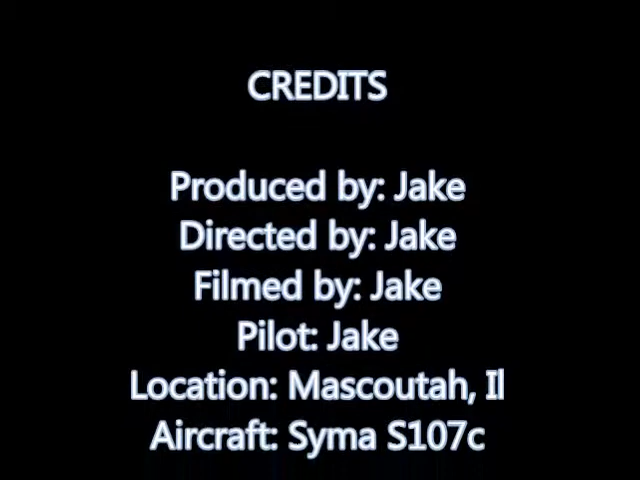 CREDITS
Produced by: Jake
Directed by: Jake
Filmed by: Jake
Pilot: Jake
Location: Mascoutah, Il
Aircraft: Syma S107c